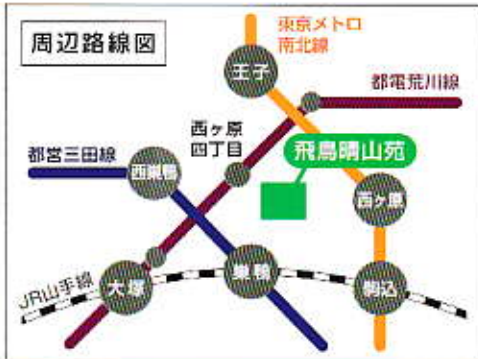 周辺路線図
東京メトロ
南北線
王子
都電荒川線
西ヶ原
四丁目
飛鳥晴山苑
都営三田線
西巣鴨
西ヶ原
JR山手線
大塚
巣鴨
駒込